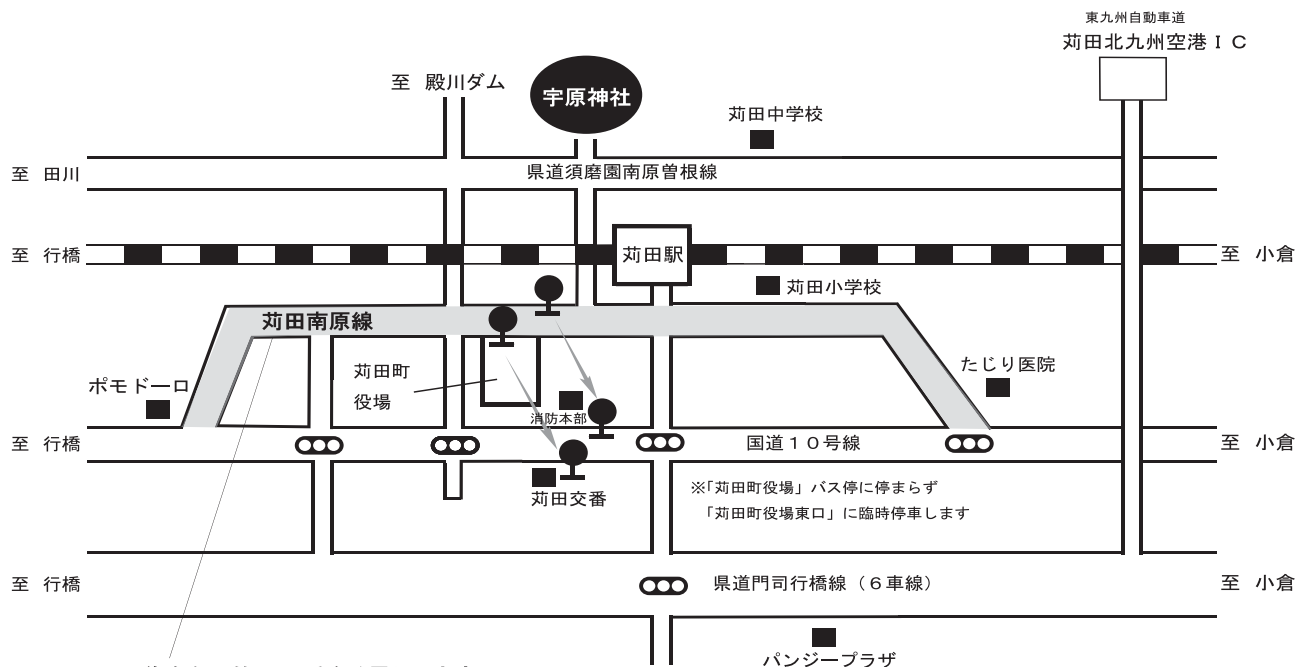 東九州自動車道
苅田北九州空港ＩＣ
至 殿川ダム
宇原神社
苅田中学校
至 田川
県道須磨園南原曽根線
至 行橋
苅田駅
至 小倉
苅田小学校
苅田南原線
たじり医院
苅田町
役場
ポモドーロ
消防本部
至 行橋
国道１０号線
至 小倉
※「苅田町役場」バス停に停まらず
「苅田町役場東口」に臨時停車します
苅田交番
至 行橋
県道門司行橋線（６車線）
至 小倉
パンジープラザ